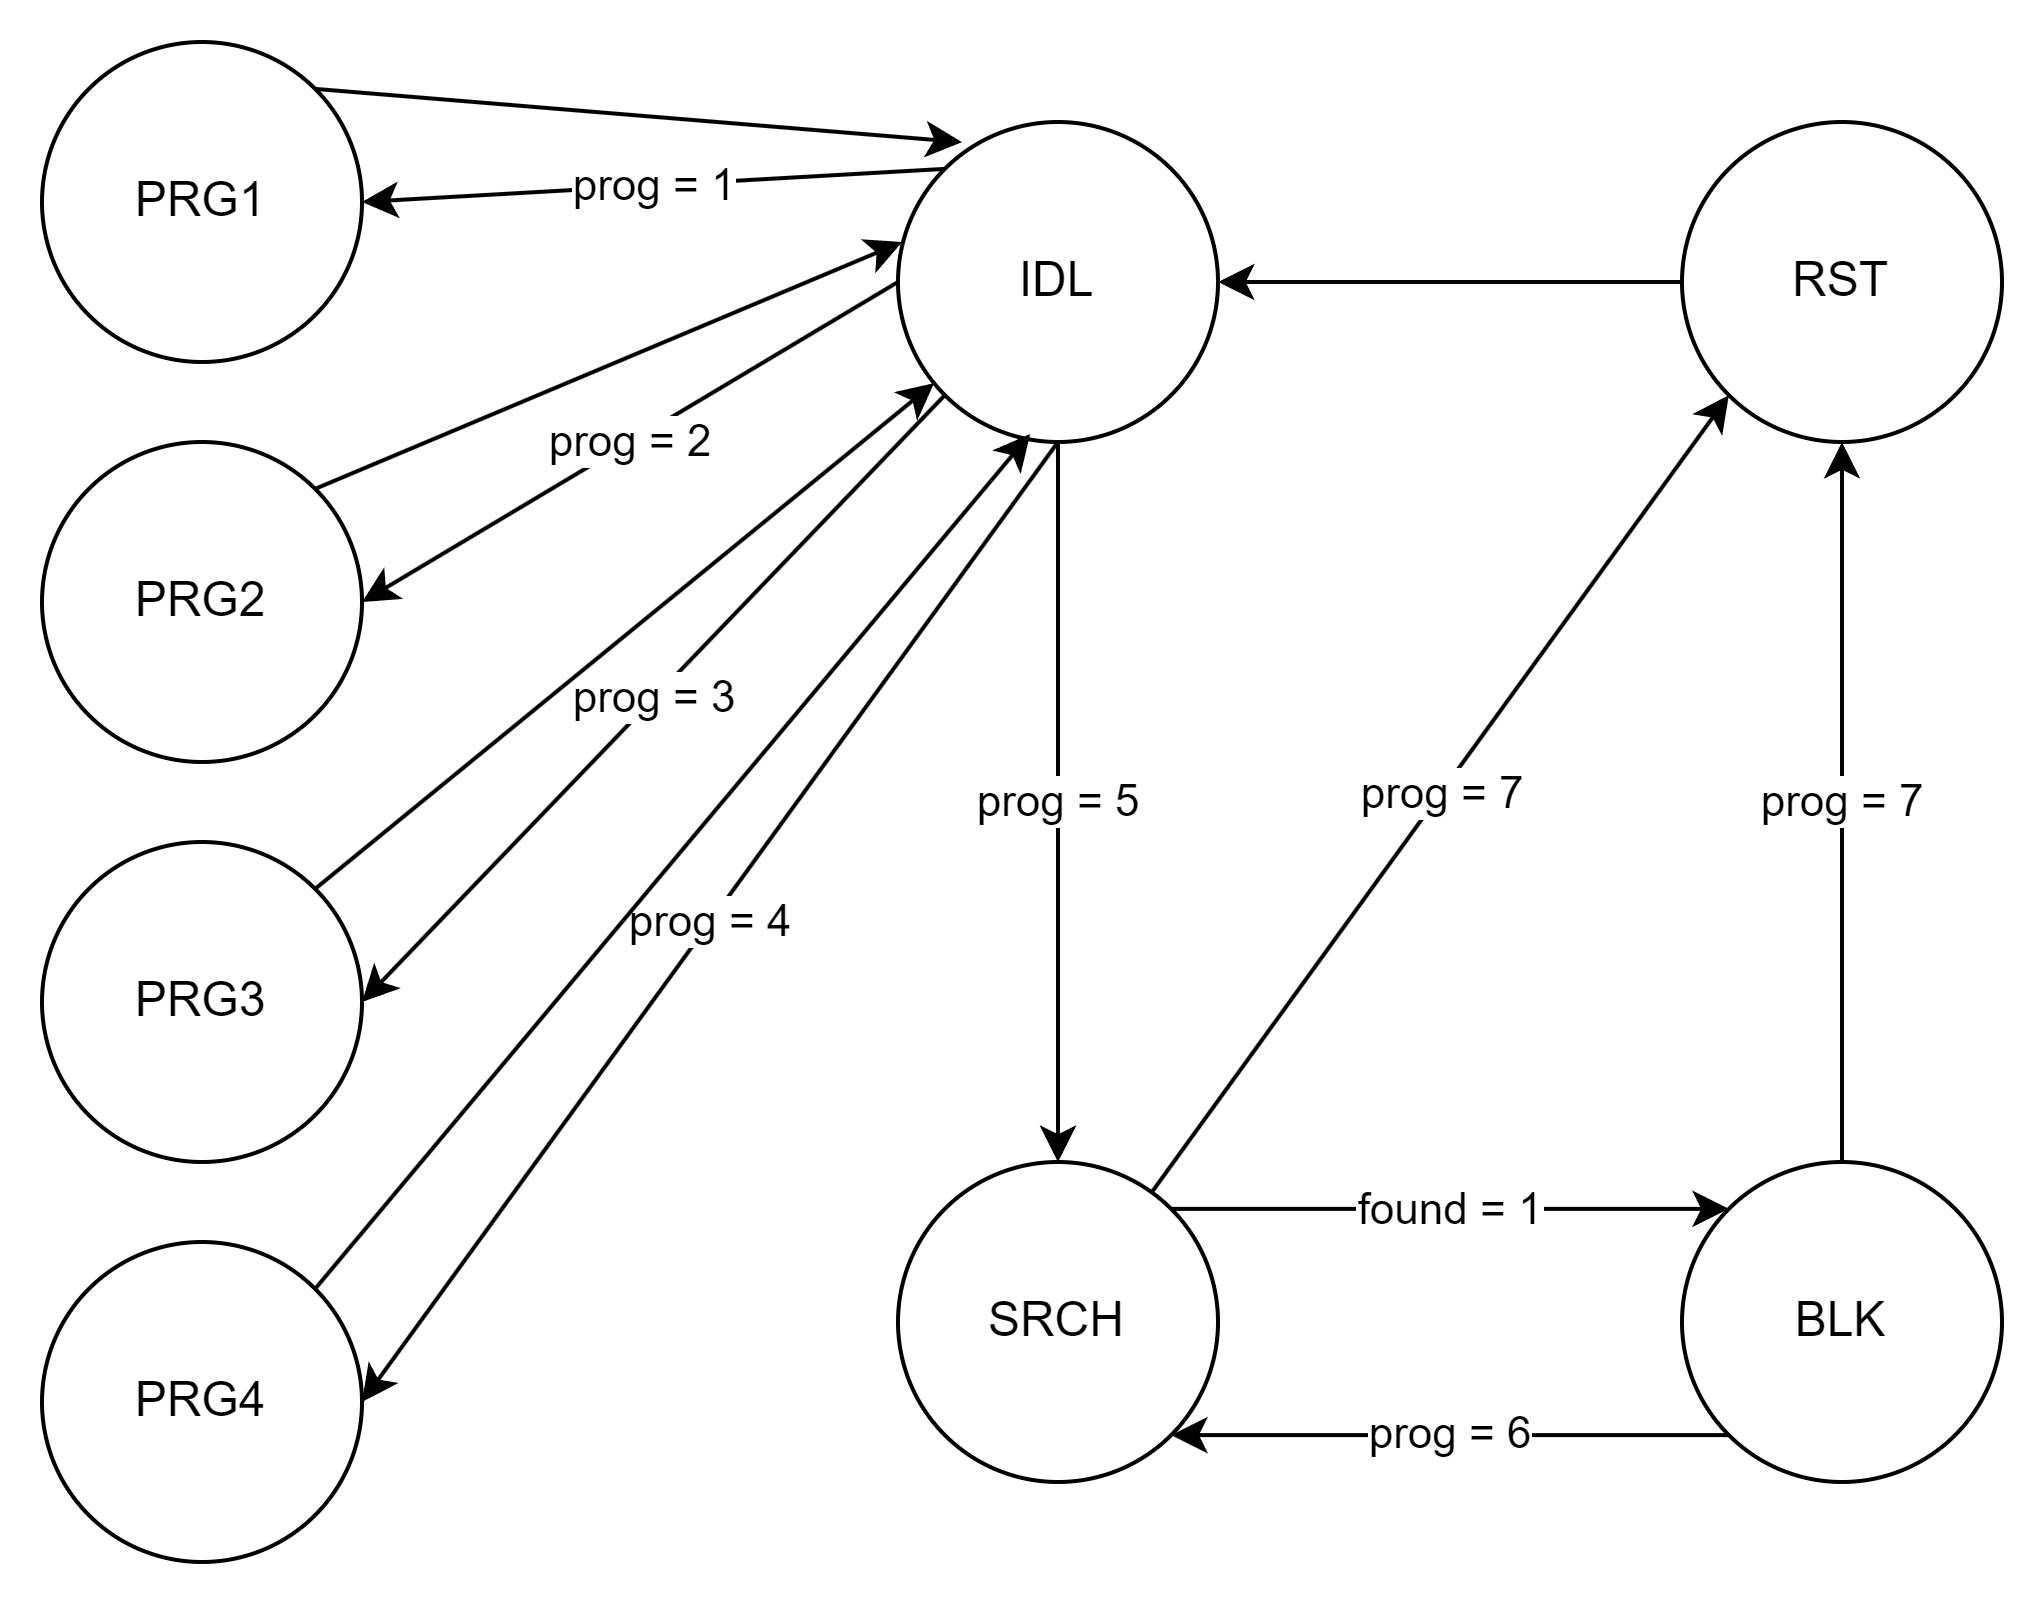 PRG1
prog = 1
IDL
RST
prog = 2
PRG2
prog = 3
prog = 5
prog = 7
prog = 7
prog = 4
PRG3
found = 1
SRCH
BLK
PRG4
prog = 6